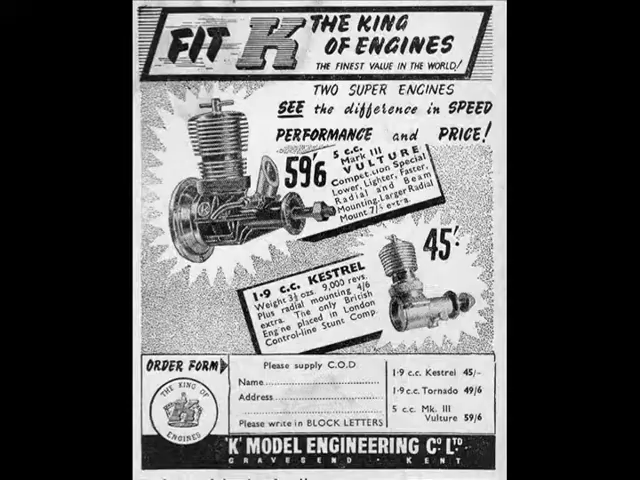 FIT K THE KING
OF ENGINES
THE FINEST VALUE IN THE WORLD!
TWO SUPER ENGINES
SEE the difference in SPEED
PERFORMANCE and PRICE!
59'6
5 c.c.
Mark III
VULTURE
Competition Special
Lower, Lighter, Faster,
Radial and Beam
Mounting, Larger Radial
Mount 7/- extra.
45'-
1·9 c.c. KESTREL
Weight 3½ ozs. 9,000 revs.
Plus radial mounting 4/6
extra. The only British
Engine placed in London
Control-line Stunt Comp.
ORDER FORM
THE KING OF
K
ENGINES
Please supply C.O.D
Name
Address
Please write in BLOCK LETTERS
1·9 c.c. Kestrel 45/-
1·9 c.c. Tornado 49/6
5 c.c. Mk. III
Vulture 59/6
'K' MODEL ENGINEERING Co. LTD.
GRAVESEND · KENT